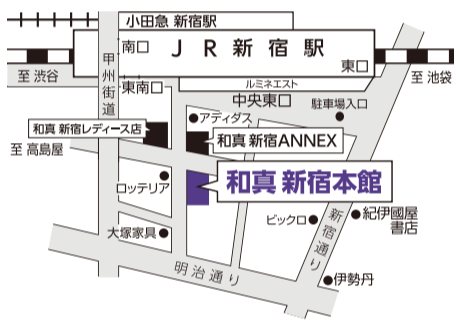 小田急 新宿駅
JR新宿駅
南口
東口
至 渋谷
至 池袋
甲州街道
東南口
ルミネエスト
中央東口
駐車場入口
アディダス
和真 新宿レディース店
和真 新宿ANNEX
至 高島屋
和真 新宿本館
ロッテリア
ビックロ
紀伊國屋
書店
新宿通り
大塚家具
明治通り
伊勢丹